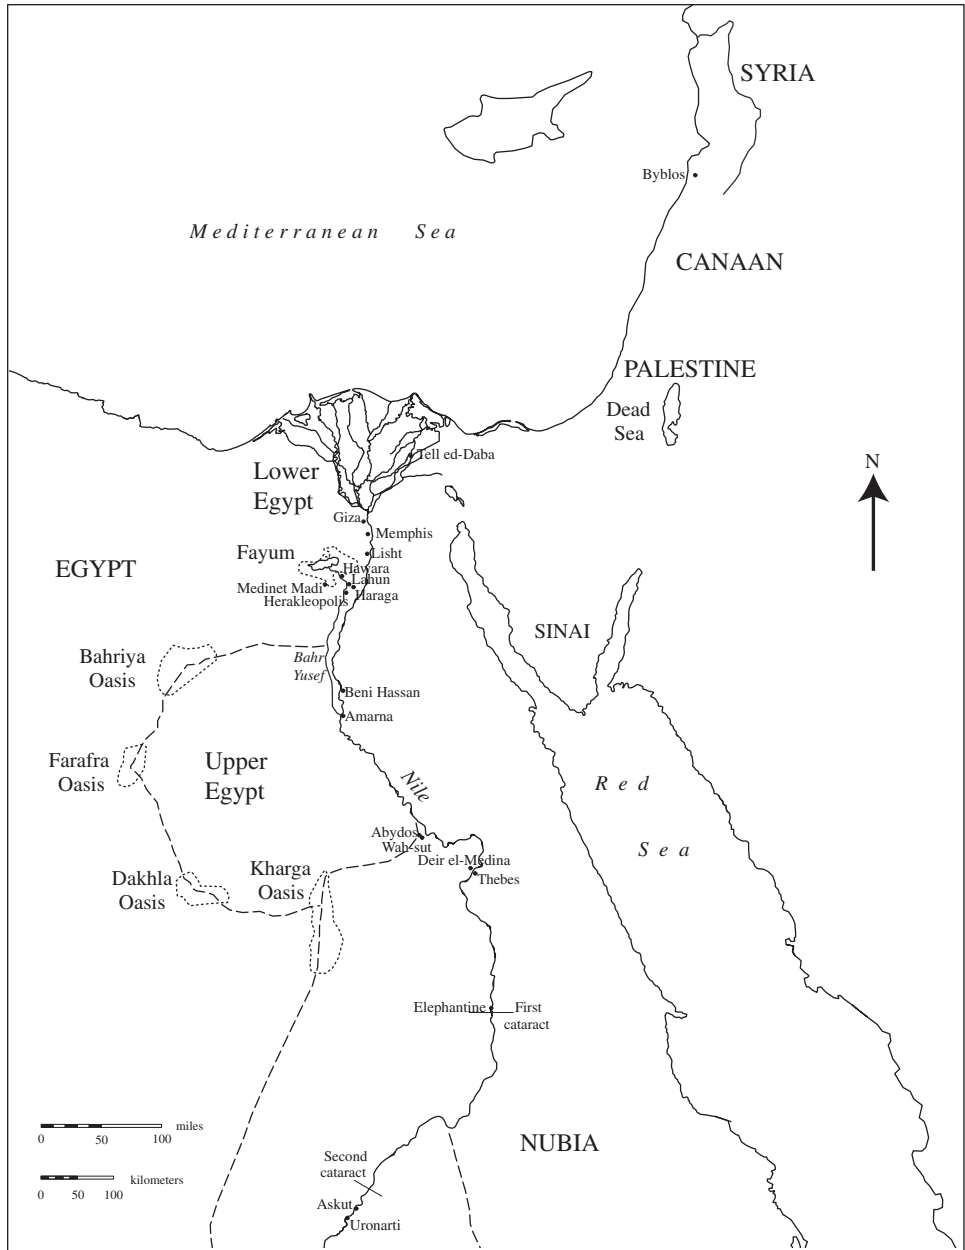 SYRIA
Byblos
Mediterranean Sea
CANAAN
PALESTINE
Dead
Sea
Tell ed-Daba
Lower
Egypt
N
Giza
Memphis
Fayum
Lisht
EGYPT
Hawara
Lahun
Medinet Madi
Haraga
Herakleopolis
SINAI
Bahriya
Oasis
Bahr
Yusef
Beni Hassan
Amarna
Farafra
Oasis
Upper
Egypt
Nile
Red
Sea
Abydos
Wah-sut
Deir el-Medina
Thebes
Kharga
Oasis
Dakhla
Oasis
Elephantine
First
cataract
miles
0 50 100
NUBIA
Second
cataract
kilometers
0 50 100
Askut
Uronarti